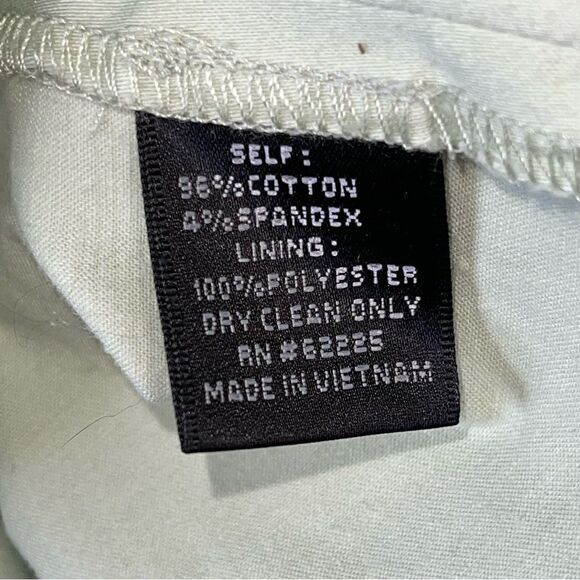 SELF:
96%COTTON
4%SPANDEX
LINING:
100%POLYESTER
DRY CLEAN ONLY
RN #62225
MADE IN VIETNAM